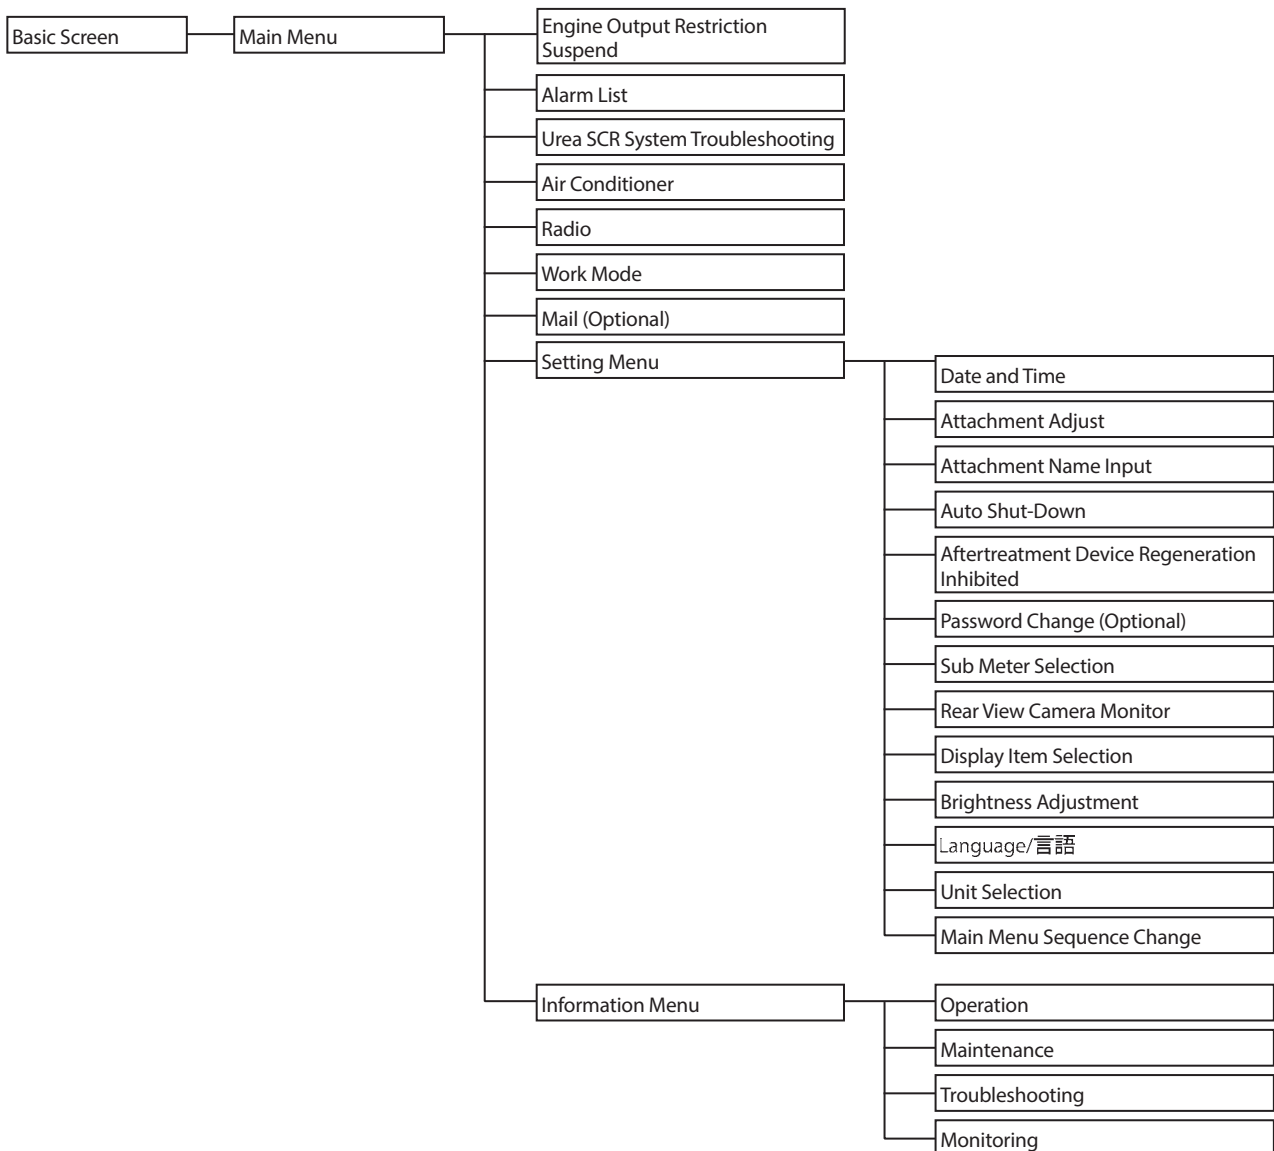 Basic Screen
Main Menu
Engine Output Restriction
Suspend
Alarm List
Urea SCR System Troubleshooting
Air Conditioner
Radio
Work Mode
Mail (Optional)
Setting Menu
Date and Time
Attachment Adjust
Attachment Name Input
Auto Shut-Down
Aftertreatment Device Regeneration
Inhibited
Password Change (Optional)
Sub Meter Selection
Rear View Camera Monitor
Display Item Selection
Brightness Adjustment
Language/言語
Unit Selection
Main Menu Sequence Change
Information Menu
Operation
Maintenance
Troubleshooting
Monitoring